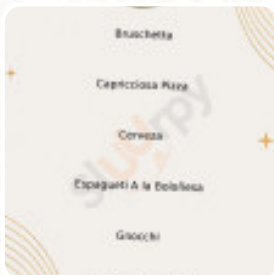 Bruschetta
Capricciosa Pizza
Cerveza
Espagueti A la Boloñesa
Gnocchi